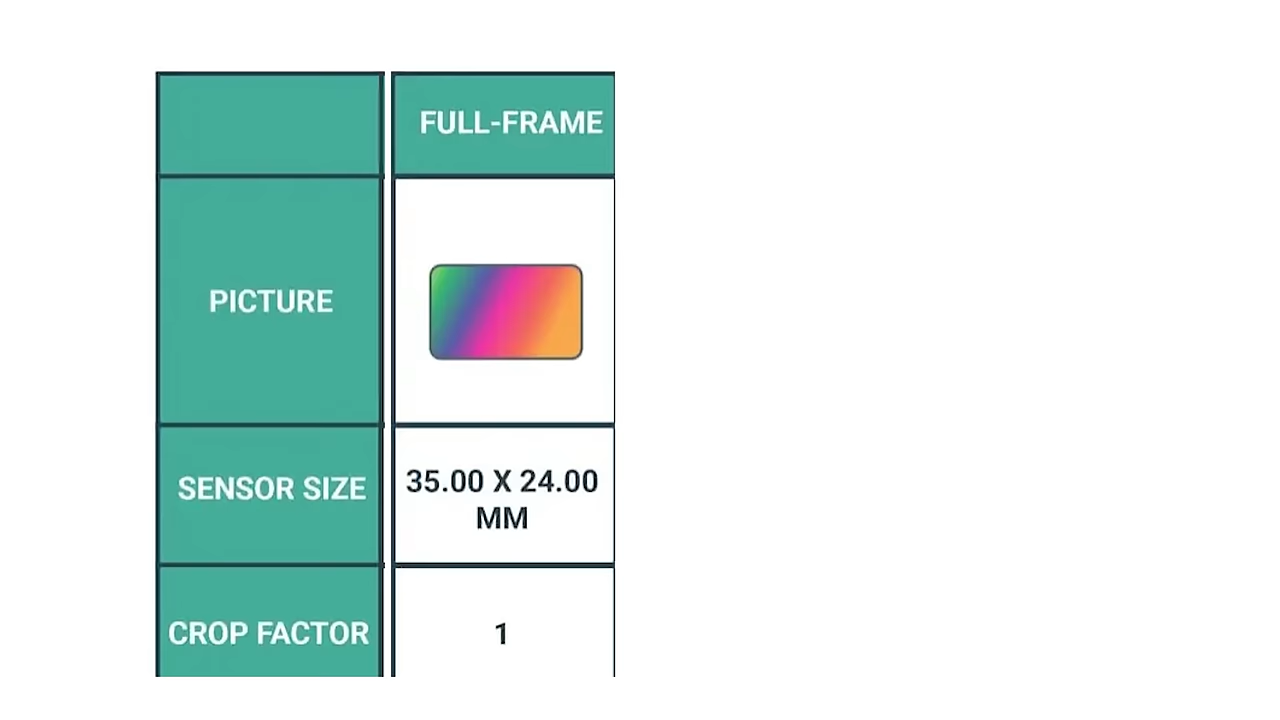 FULL-FRAME
PICTURE
SENSOR SIZE
35.00 X 24.00
MM
CROP FACTOR
1